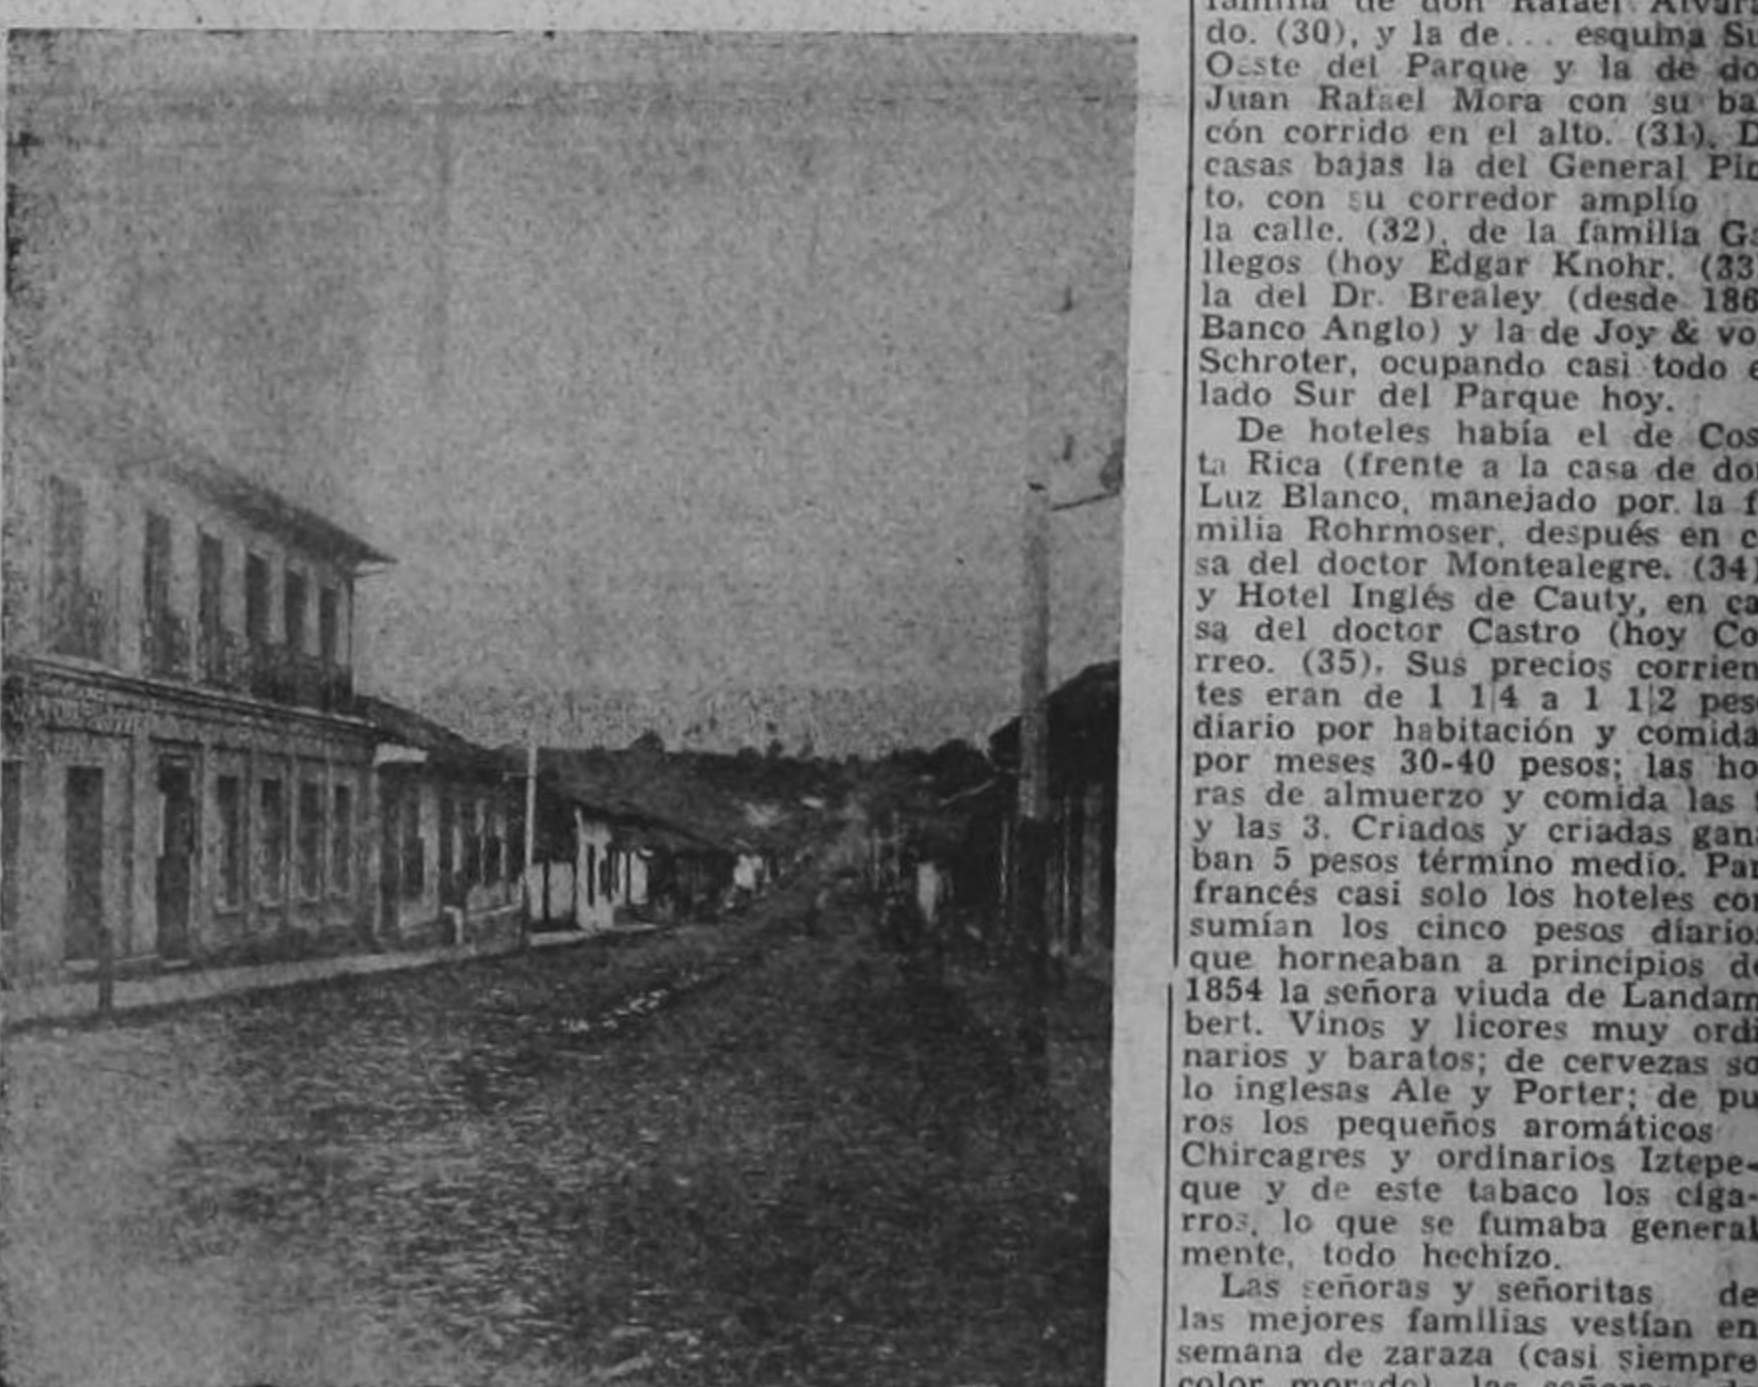 familia de don Rafael Alvar
do. (30), y la de... esquina Su
Oeste del Parque y la de do
Juan Rafael Mora con su ba
cón corrido en el alto. (31). D
casas bajas la del General Pin
to, con su corredor amplio
la calle. (32), de la familia Ga
llegos (hoy Edgar Knohr. (33
la del Dr. Brealey (desde 186
Banco Anglo) y la de Joy & vo
Schroter, ocupando casi todo e
lado Sur del Parque hoy.
De hoteles había el de Cos
ta Rica (frente a la casa de do
Luz Blanco, manejado por la f
milia Rohrmoser, después en c
sa del doctor Montealegre. (34)
y Hotel Inglés de Cauty, en ca
sa del doctor Castro (hoy Co
rreo. (35). Sus precios corrien
tes eran de 1 1|4 a 1 1|2 pes
diario por habitación y comida
por meses 30-40 pesos; las ho
ras de almuerzo y comida las
y las 3. Criados y criadas gana
ban 5 pesos término medio. Pan
francés casi solo los hoteles con
sumían los cinco pesos diarios
que horneaban a principios de
1854 la señora viuda de Landam
bert. Vinos y licores muy ordi
narios y baratos; de cervezas so
lo inglesas Ale y Porter; de pu
ros los pequeños aromáticos
Chircagres y ordinarios Iztepe-
que y de este tabaco los ciga-
rros, lo que se fumaba general
mente, todo hechizo.
Las señoras y señoritas de
las mejores familias vestían en
semana de zaraza (casi siempre
color morado), las